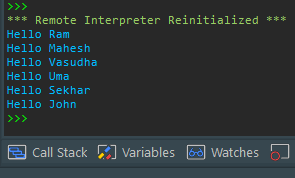 >>>
*** Remote Interpreter Reinitialized ***
Hello Ram
Hello Mahesh
Hello Vasudha
Hello Uma
Hello Sekhar
Hello John
>>>
Call Stack Variables Watches